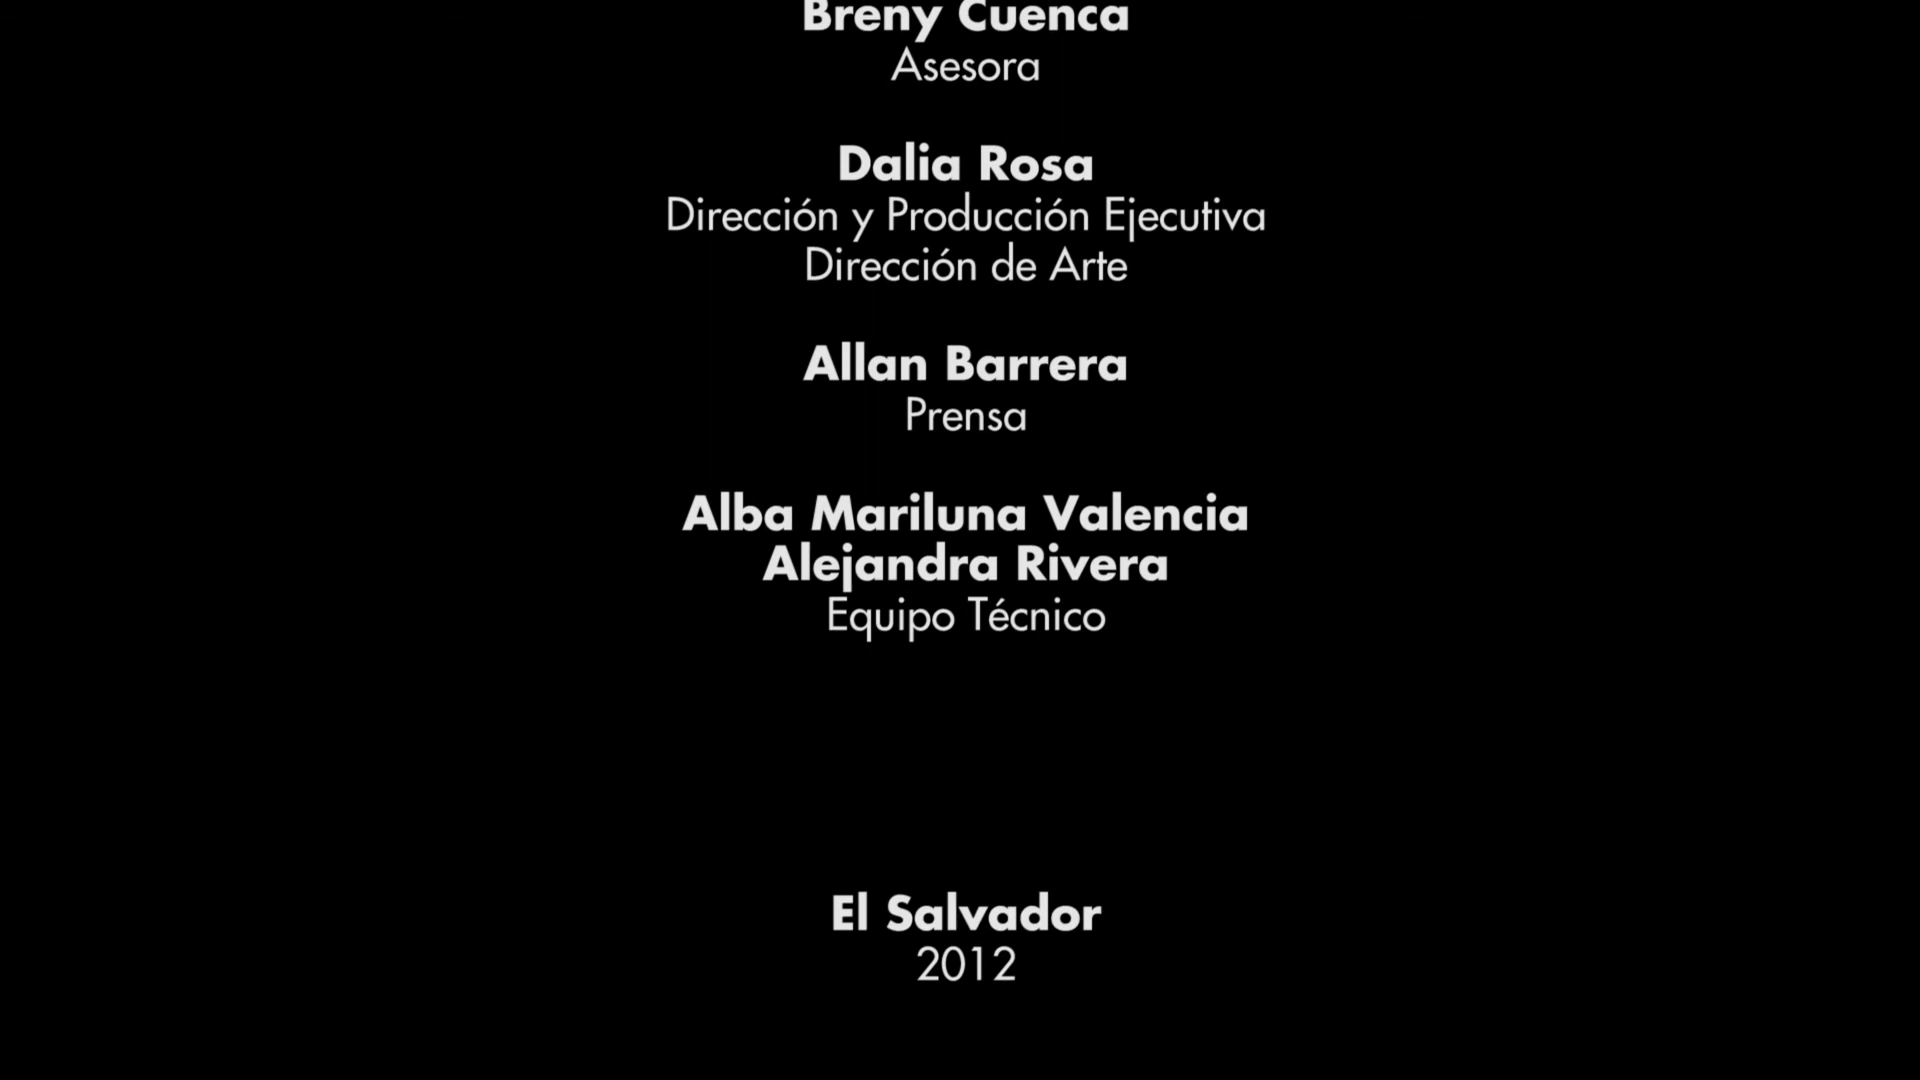 Breny Cuenca
Asesora
Dalia Rosa
Dirección y Producción Ejecutiva
Dirección de Arte
Allan Barrera
Prensa
Alba Mariluna Valencia
Alejandra Rivera
Equipo Técnico
El Salvador
2012